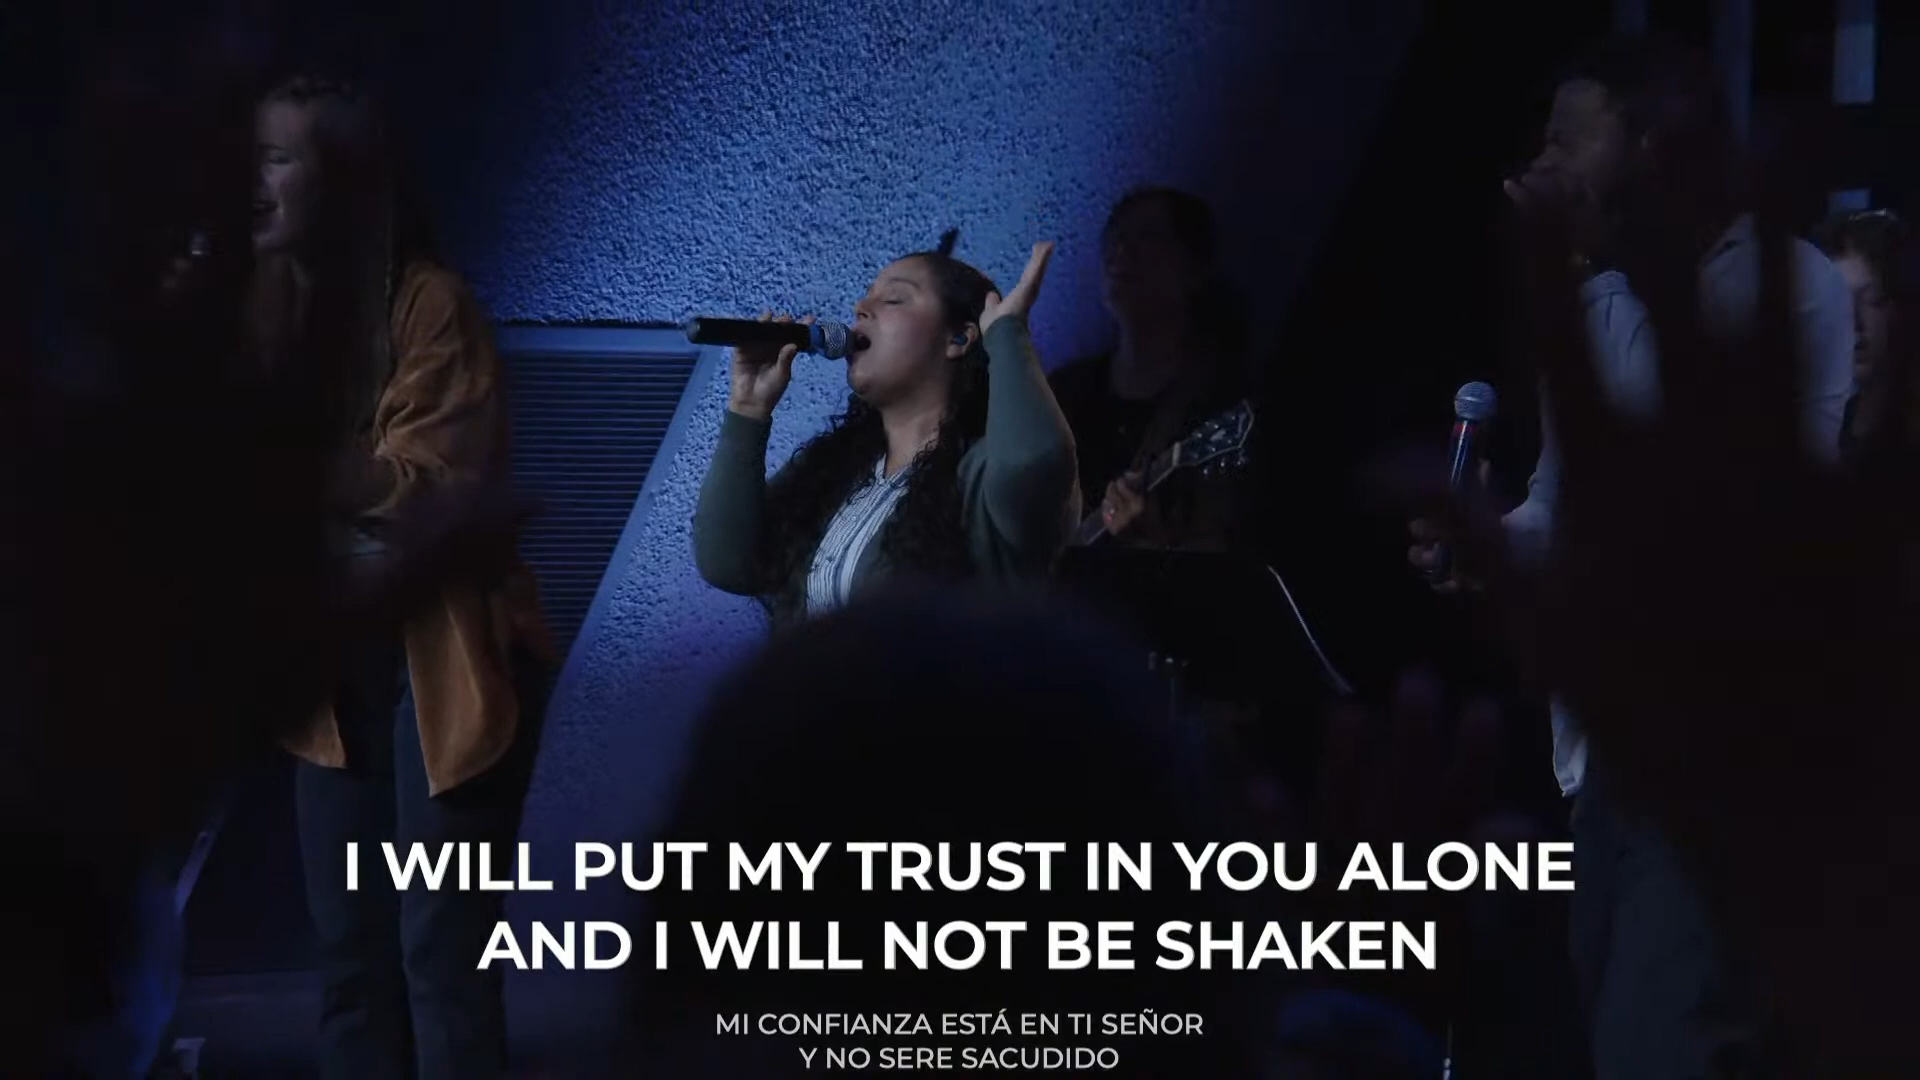 I WILL PUT MY TRUST IN YOU ALONE
AND I WILL NOT BE SHAKEN
MI CONFIANZA ESTÁ EN TI SEÑOR
Y NO SERE SACUDIDO